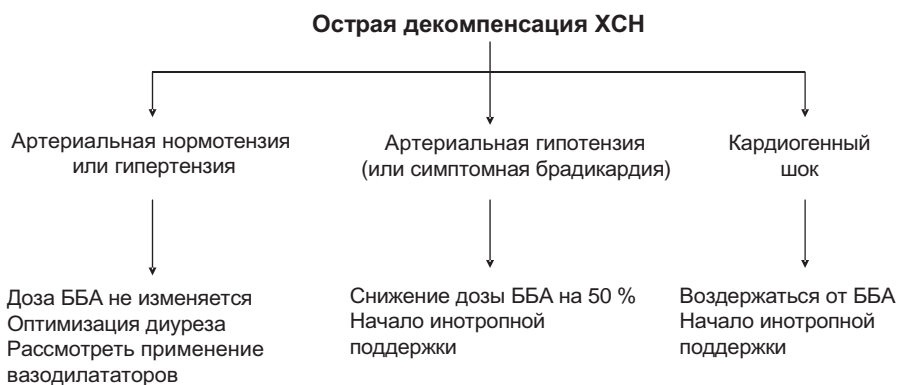 Острая декомпенсация ХСН
Артериальная нормотензия
или гипертензия
Артериальная гипотензия
(или симптомная брадикардия)
Кардиогенный
шок
Доза ББА не изменяется
Оптимизация диуреза
Рассмотреть применение
вазодилататоров
Снижение дозы ББА на 50 %
Начало инотропной
поддержки
Воздержаться от ББА
Начало инотропной
поддержки